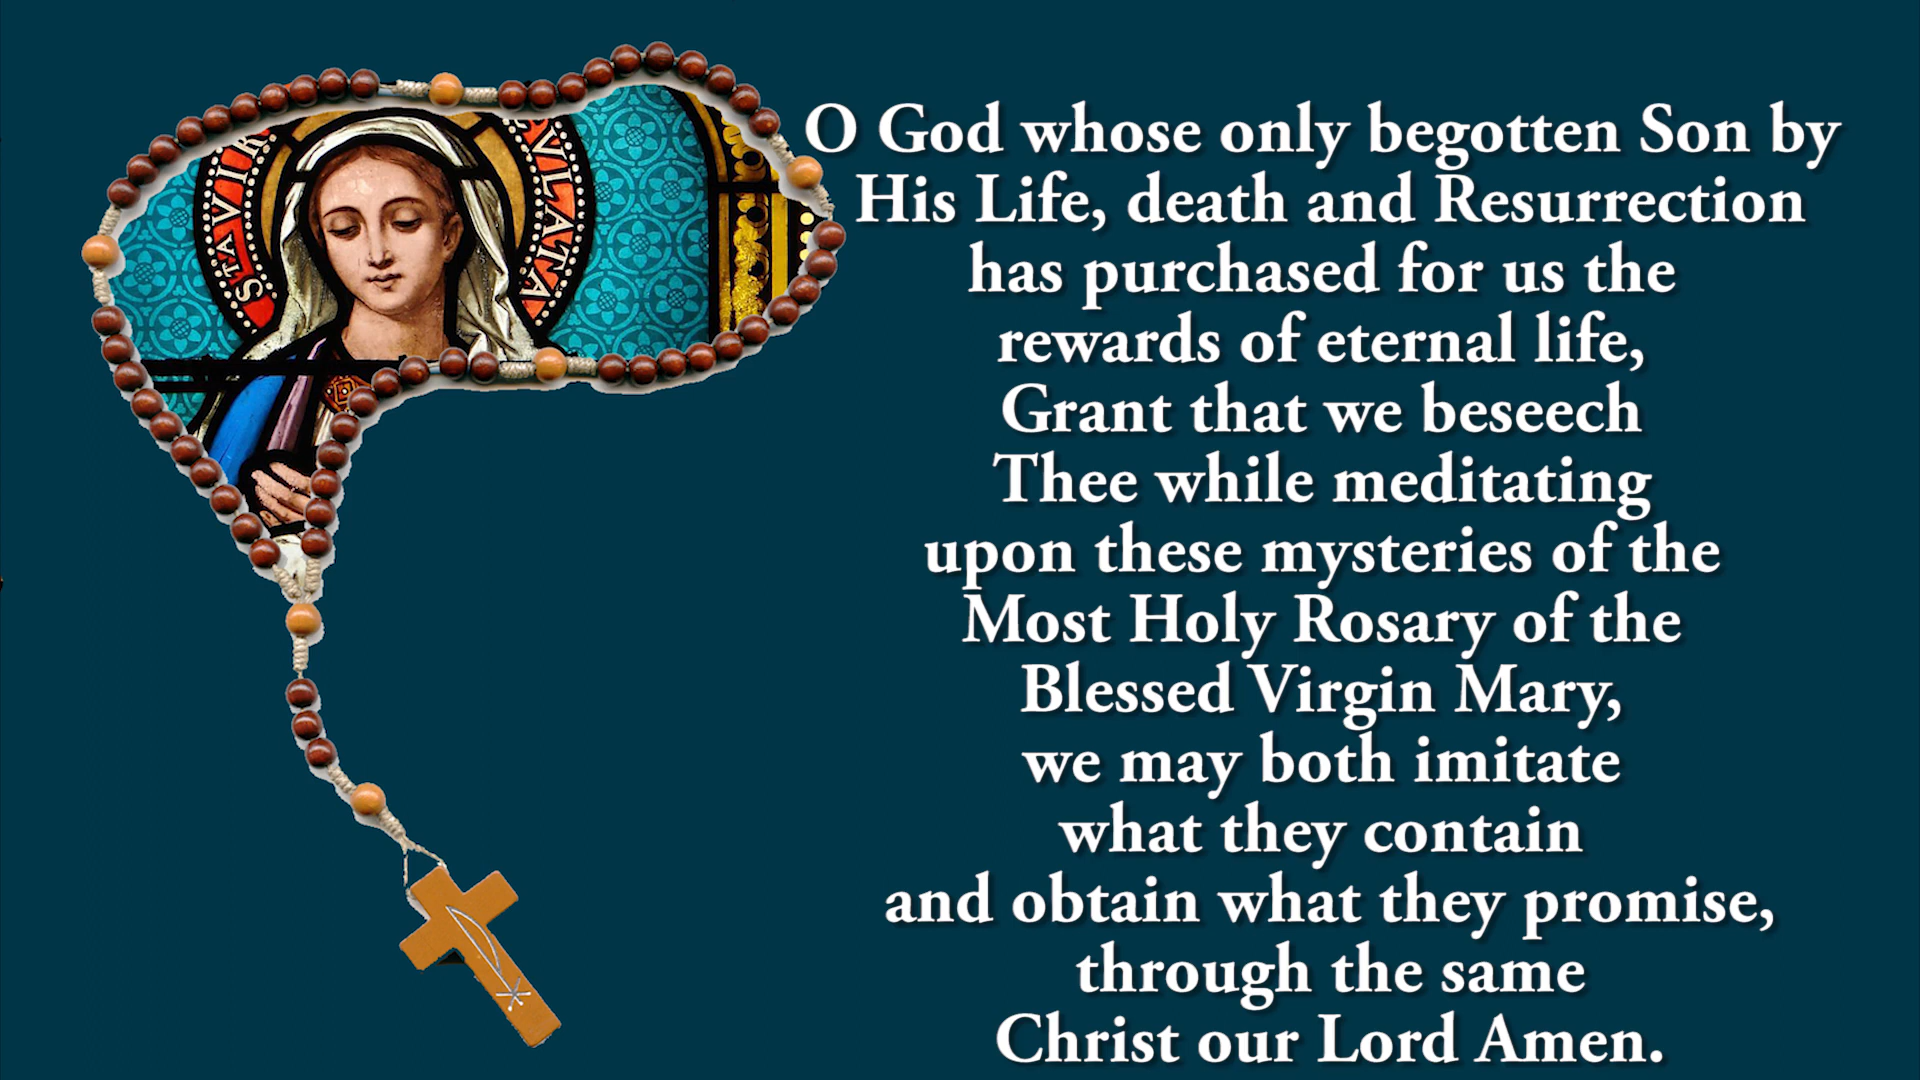 STA VIR
VLATA
O God whose only begotten Son by
His Life, death and Resurrection
has purchased for us the
rewards of eternal life,
Grant that we beseech
Thee while meditating
upon these mysteries of the
Most Holy Rosary of the
Blessed Virgin Mary,
we may both imitate
what they contain
and obtain what they promise,
through the same
Christ our Lord Amen.